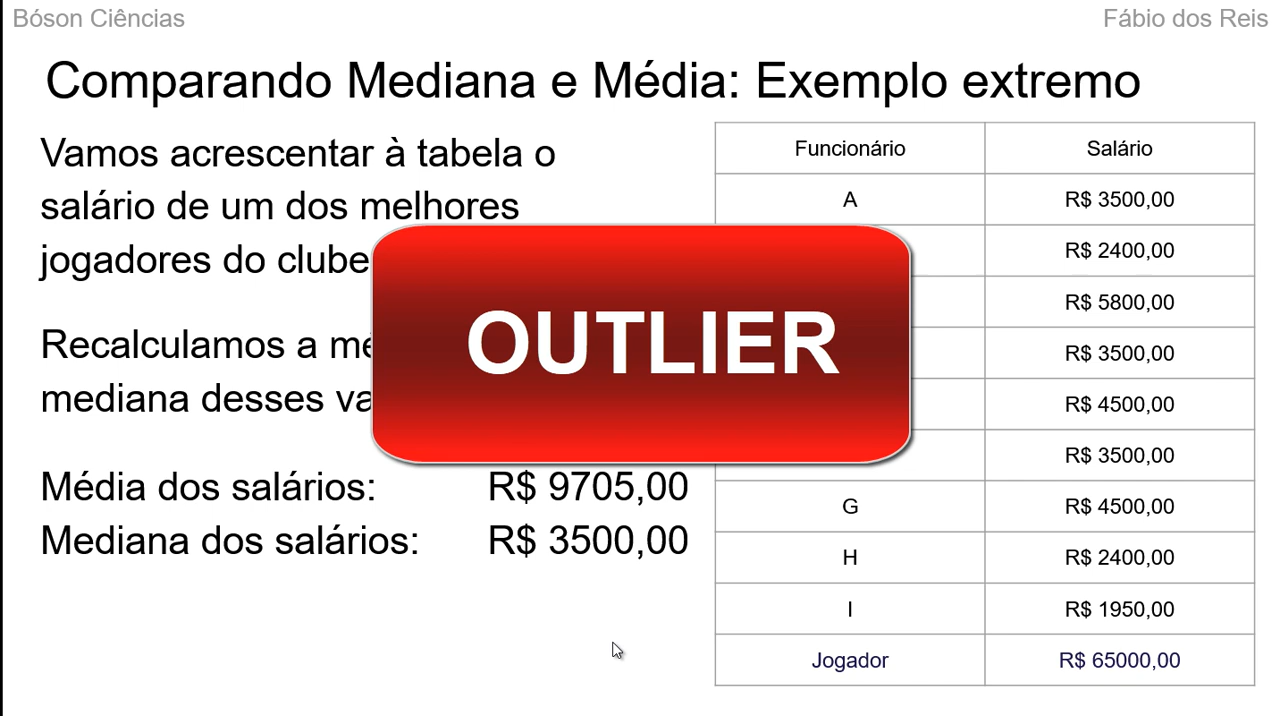 Bóson Ciências
Fábio dos Reis
Comparando Mediana e Média: Exemplo extremo
Vamos acrescentar à tabela o
salário de um dos melhores
jogadores do clube
Recalculamos a
mediana desses
Média dos salários: R$ 9705,00
Mediana dos salários: R$ 3500,00
OUTLIER
Funcionário Salário
A R$ 3500,00
R$ 2400,00
R$ 5800,00
R$ 3500,00
R$ 4500,00
R$ 3500,00
G R$ 4500,00
H R$ 2400,00
I R$ 1950,00
Jogador R$ 65000,00